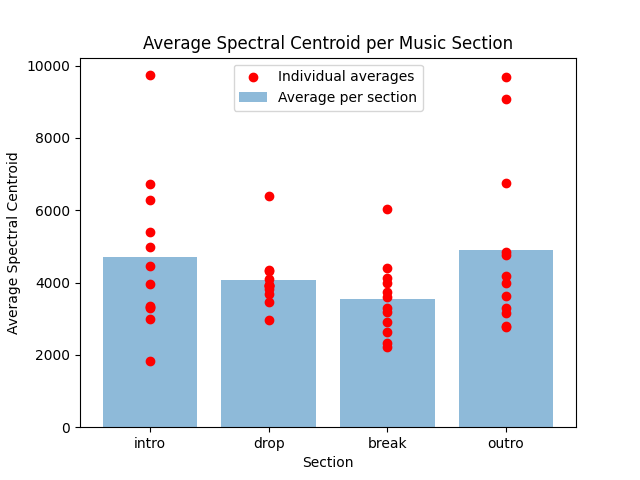 Average Spectral Centroid per Music Section
Individual averages
Average per section
Average Spectral Centroid
10000
8000
6000
4000
2000
0
intro
drop
break
outro
Section